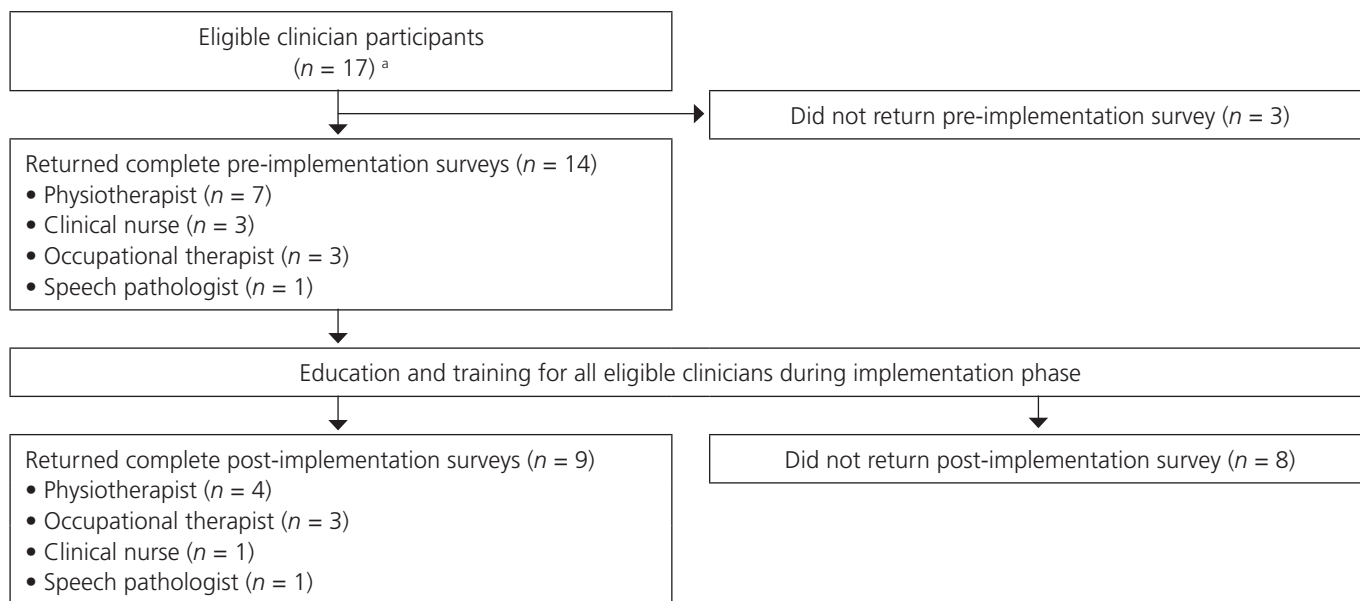 Eligible clinician participants
(n = 17) a
Did not return pre-implementation survey (n = 3)
Returned complete pre-implementation surveys (n = 14)
• Physiotherapist (n = 7)
• Clinical nurse (n = 3)
• Occupational therapist (n = 3)
• Speech pathologist (n = 1)
Education and training for all eligible clinicians during implementation phase
Returned complete post-implementation surveys (n = 9)
• Physiotherapist (n = 4)
• Occupational therapist (n = 3)
• Clinical nurse (n = 1)
• Speech pathologist (n = 1)
Did not return post-implementation survey (n = 8)